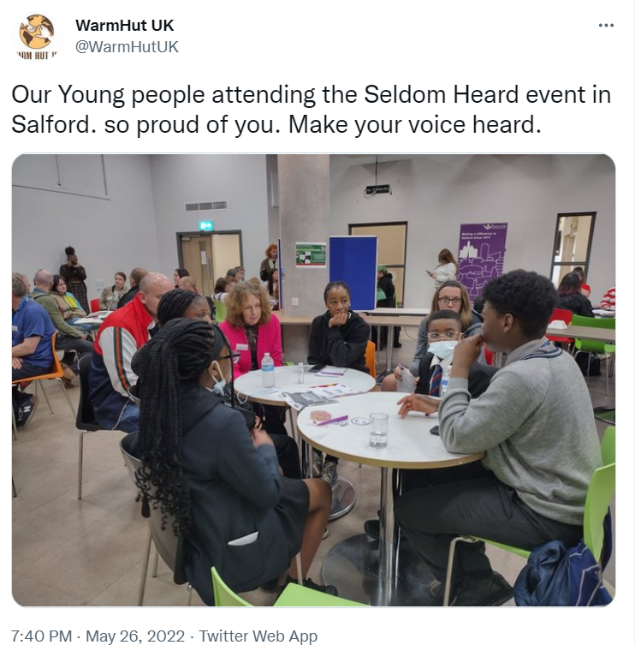 WarmHut UK
@WarmHutUK
Our Young people attending the Seldom Heard event in
Salford. so proud of you. Make your voice heard.
7:40 PM · May 26, 2022 · Twitter Web App